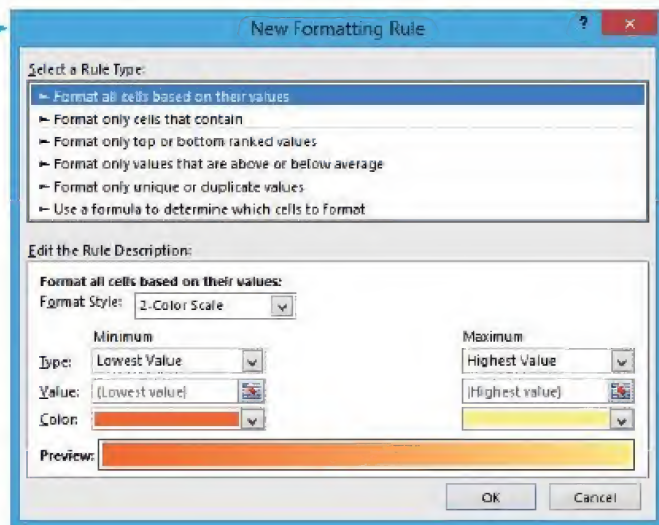 New Formatting Rule
?
Select a Rule Type:
► Format all cells based on their values
► Format only cells that contain
► Format only top or bottom ranked values
► Format only values that are above or below average
► Format only unique or duplicate values
► Use a formula to determine which cells to format
Edit the Rule Description:
Format all cells based on their values:
Format Style: 2-Color Scale
Minimum Maximum
Type: Lowest Value Highest Value
Value: (Lowest value) (Highest value)
Color:
Preview:
OK Cancel